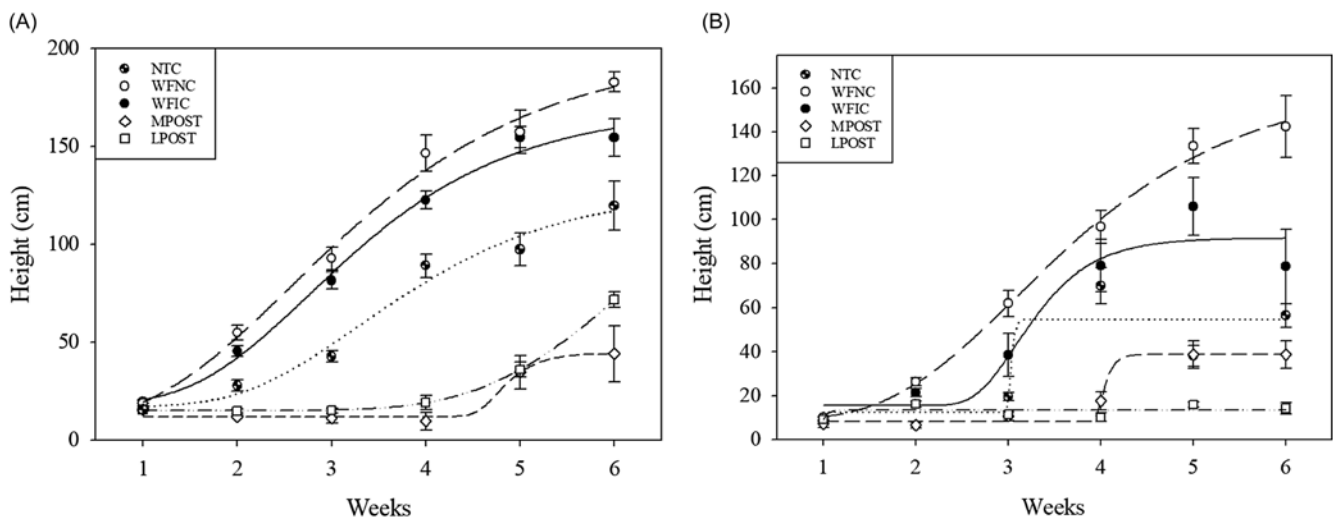 (A)
200
150
100
50
0
Height (cm)
NTC
WFNC
WFIC
MPOST
LPOST
1 2 3 4 5 6
Weeks
(B)
160
140
120
100
80
60
40
20
0
Height (cm)
NTC
WFNC
WFIC
MPOST
LPOST
1 2 3 4 5 6
Weeks